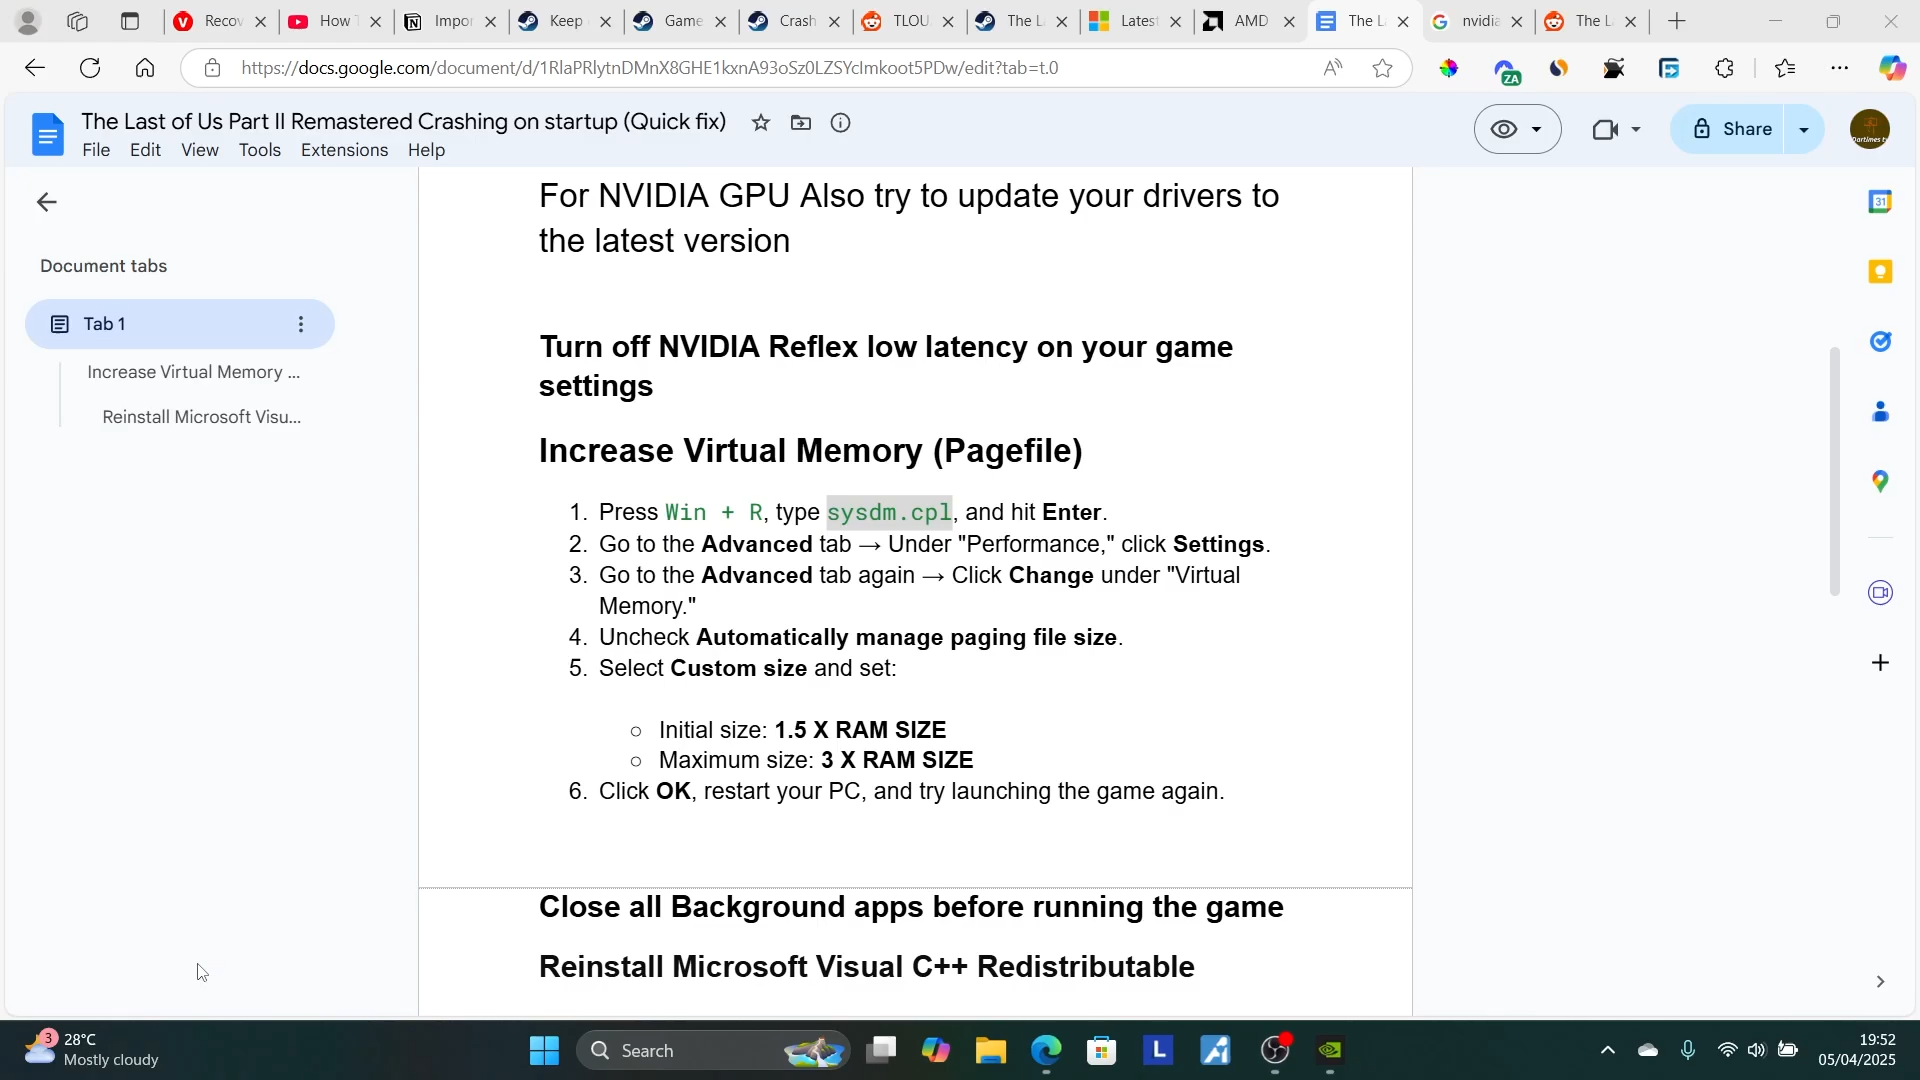 Recov
How T
Impor
Keep
Game
Crash
TLOU
The L
Latest
AMD
The L
nvidia
The L
https://docs.google.com/document/d/1RlaPRlytnDMnX8GHE1kxnA93oSz0LZSYcImkoot5PDw/edit?tab=t.0
ZA
The Last of Us Part II Remastered Crashing on startup (Quick fix)
File Edit View Tools Extensions Help
Share
Document tabs
Tab 1
Increase Virtual Memory ...
Reinstall Microsoft Visu...
31
For NVIDIA GPU Also try to update your drivers to
the latest version
Turn off NVIDIA Reflex low latency on your game
settings
Increase Virtual Memory (Pagefile)
1. Press Win + R, type sysdm.cpl, and hit Enter.
2. Go to the Advanced tab → Under "Performance," click Settings.
3. Go to the Advanced tab again → Click Change under "Virtual
Memory."
4. Uncheck Automatically manage paging file size.
5. Select Custom size and set:
○ Initial size: 1.5 X RAM SIZE
○ Maximum size: 3 X RAM SIZE
6. Click OK, restart your PC, and try launching the game again.
Close all Background apps before running the game
Reinstall Microsoft Visual C++ Redistributable
3
28°C
Mostly cloudy
Search
L
19:52
05/04/2025